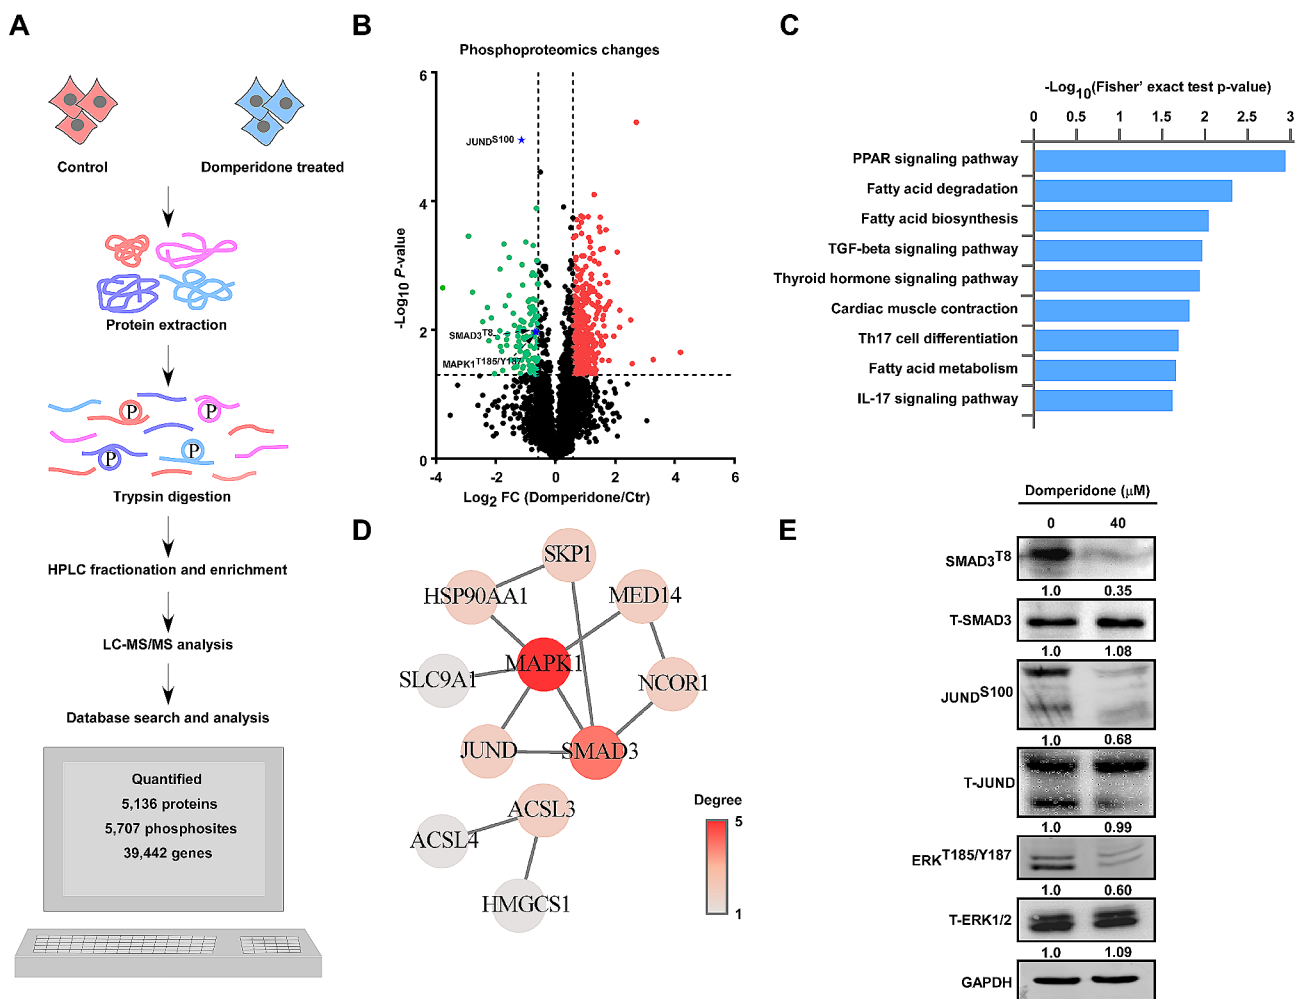 A
Control
Domperidone treated
Protein extraction
P
P
P
P
Trypsin digestion
HPLC fractionation and enrichment
LC-MS/MS analysis
Database search and analysis
Quantified
5,136 proteins
5,707 phosphosites
39,442 genes
B
Phosphoproteomics changes
-Log10 P-value
6
4
2
0
JUNDS100
SMAD3T8
MAPK1T185/Y187
-4
-2
0
2
4
6
Log2 FC (Domperidone/Ctr)
C
-Log10(Fisher' exact test p-value)
0
0.5
1
1.5
2
2.5
3
PPAR signaling pathway
Fatty acid degradation
Fatty acid biosynthesis
TGF-beta signaling pathway
Thyroid hormone signaling pathway
Cardiac muscle contraction
Th17 cell differentiation
Fatty acid metabolism
IL-17 signaling pathway
D
SKP1
HSP90AA1
MED14
MAPK1
SLC9A1
NCOR1
JUND
SMAD3
ACSL3
ACSL4
HMGCS1
Degree
5
1
E
Domperidone (μM)
0 40
SMAD3T8
1.0 0.35
T-SMAD3
1.0 1.08
JUNDS100
1.0 0.68
T-JUND
1.0 0.99
ERKT185/Y187
1.0 0.60
T-ERK1/2
1.0 1.09
GAPDH